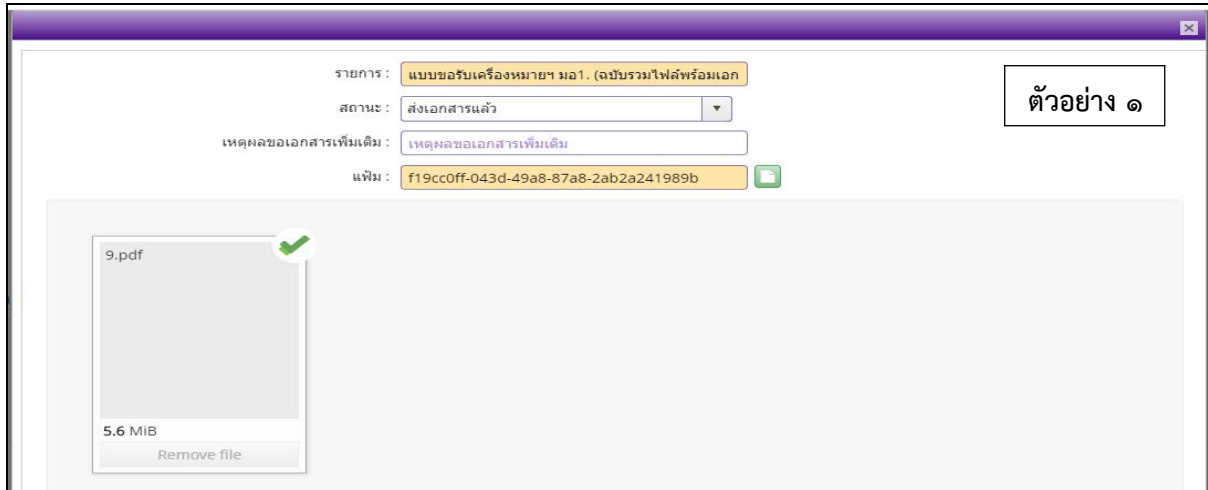 รายการ : แบบขอรับเครื่องหมายฯ มอ1. (ฉบับรวมไฟล์พร้อมเอก
ตัวอย่าง ๑
สถานะ : ส่งเอกสารแล้ว
เหตุผลขอเอกสารเพิ่มเติม : เหตุผลขอเอกสารเพิ่มเติม
แฟ้ม : f19cc0ff-043d-49a8-87a8-2ab2a241989b
9.pdf
5.6 MiB
Remove file